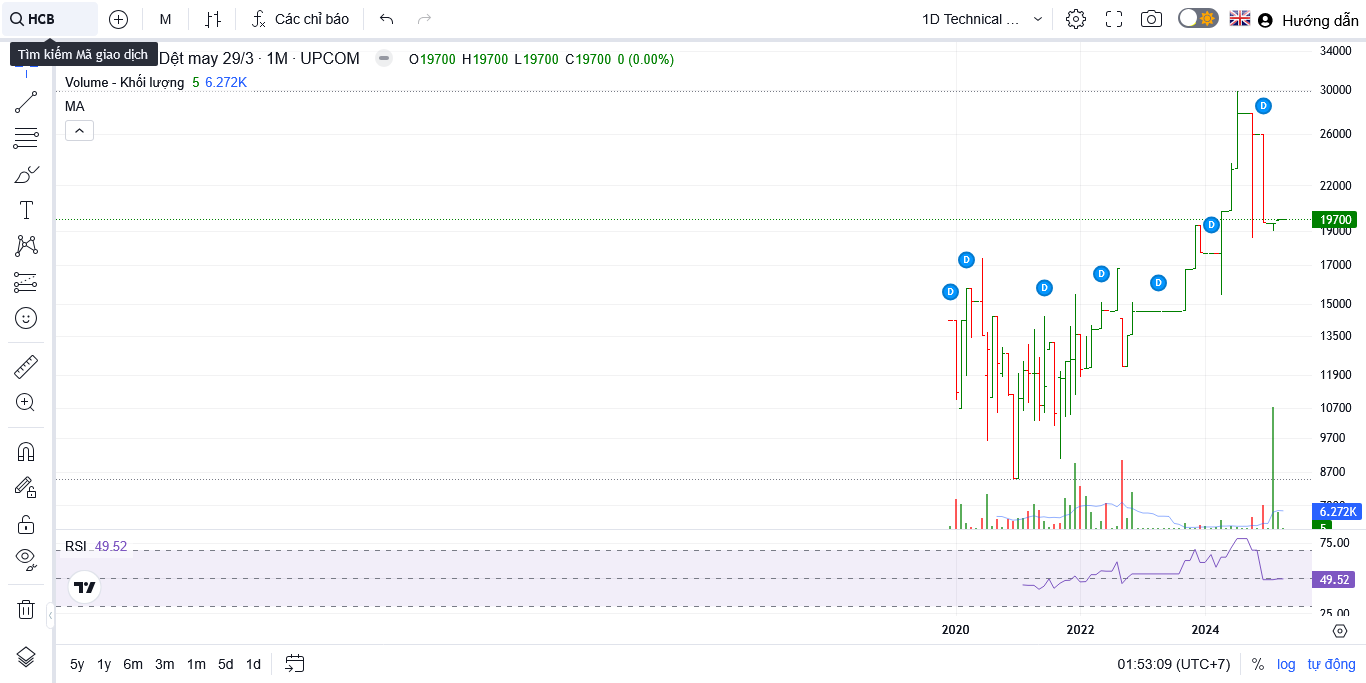 HCB
M
Các chỉ báo
1D Technical ...
Hướng dẫn
Tìm kiếm Mã giao dịch
Dệt may 29/3 · 1M · UPCOM
O19700 H19700 L19700 C19700 0 (0.00%)
Volume - Khối lượng 5 6.272K
MA
34000
30000
26000
22000
19700
19000
17000
15000
13500
11900
10700
9700
8700
6.272K
5
D
D
D
D
D
D
D
RSI 49.52
75.00
49.52
25.00
2020
2022
2024
5y 1y 6m 3m 1m 5d 1d
01:53:09 (UTC+7)
% log tự động